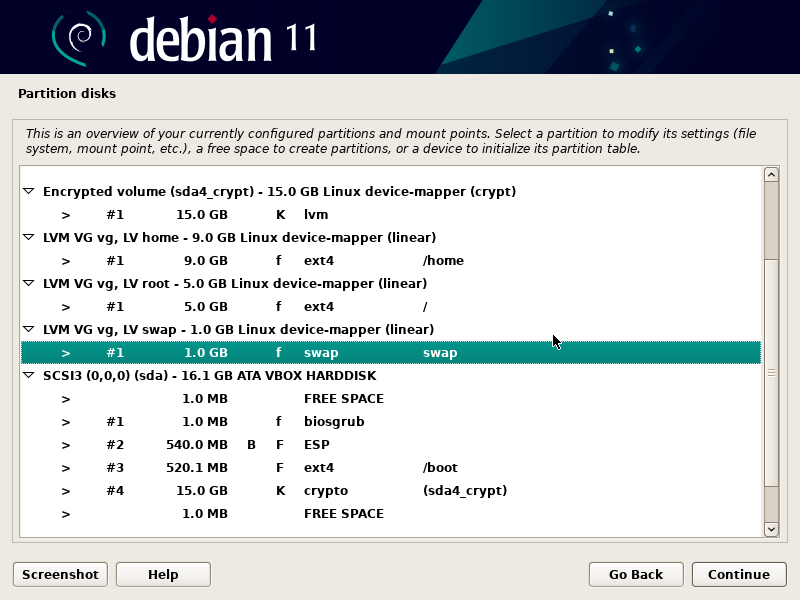 debian 11
Partition disks
This is an overview of your currently configured partitions and mount points. Select a partition to modify its settings (file
system, mount point, etc.), a free space to create partitions, or a device to initialize its partition table.
Encrypted volume (sda4_crypt) - 15.0 GB Linux device-mapper (crypt)
> #1 15.0 GB K lvm
LVM VG vg, LV home - 9.0 GB Linux device-mapper (linear)
> #1 9.0 GB f ext4 /home
LVM VG vg, LV root - 5.0 GB Linux device-mapper (linear)
> #1 5.0 GB f ext4 /
LVM VG vg, LV swap - 1.0 GB Linux device-mapper (linear)
> #1 1.0 GB f swap swap
SCSI3 (0,0,0) (sda) - 16.1 GB ATA VBOX HARDDISK
> 1.0 MB FREE SPACE
> #1 1.0 MB f biosgrub
> #2 540.0 MB B F ESP
> #3 520.1 MB F ext4 /boot
> #4 15.0 GB K crypto (sda4_crypt)
> 1.0 MB FREE SPACE
Screenshot Help Go Back Continue